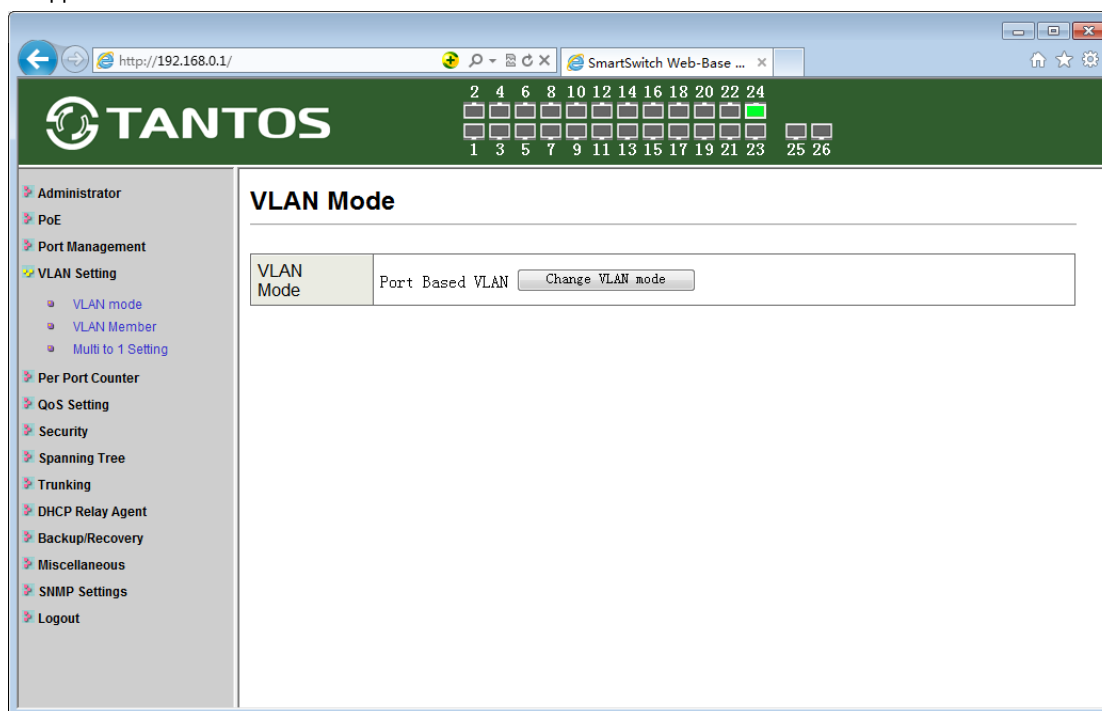 http://192.168.0.1/
SmartSwitch Web-Base ...
TANTOS
2 4 6 8 10 12 14 16 18 20 22 24
1 3 5 7 9 11 13 15 17 19 21 23 25 26
Administrator
PoE
Port Management
VLAN Setting
VLAN mode
VLAN Member
Multi to 1 Setting
Per Port Counter
QoS Setting
Security
Spanning Tree
Trunking
DHCP Relay Agent
Backup/Recovery
Miscellaneous
SNMP Settings
Logout
VLAN Mode
VLAN
Mode
Port Based VLAN Change VLAN mode